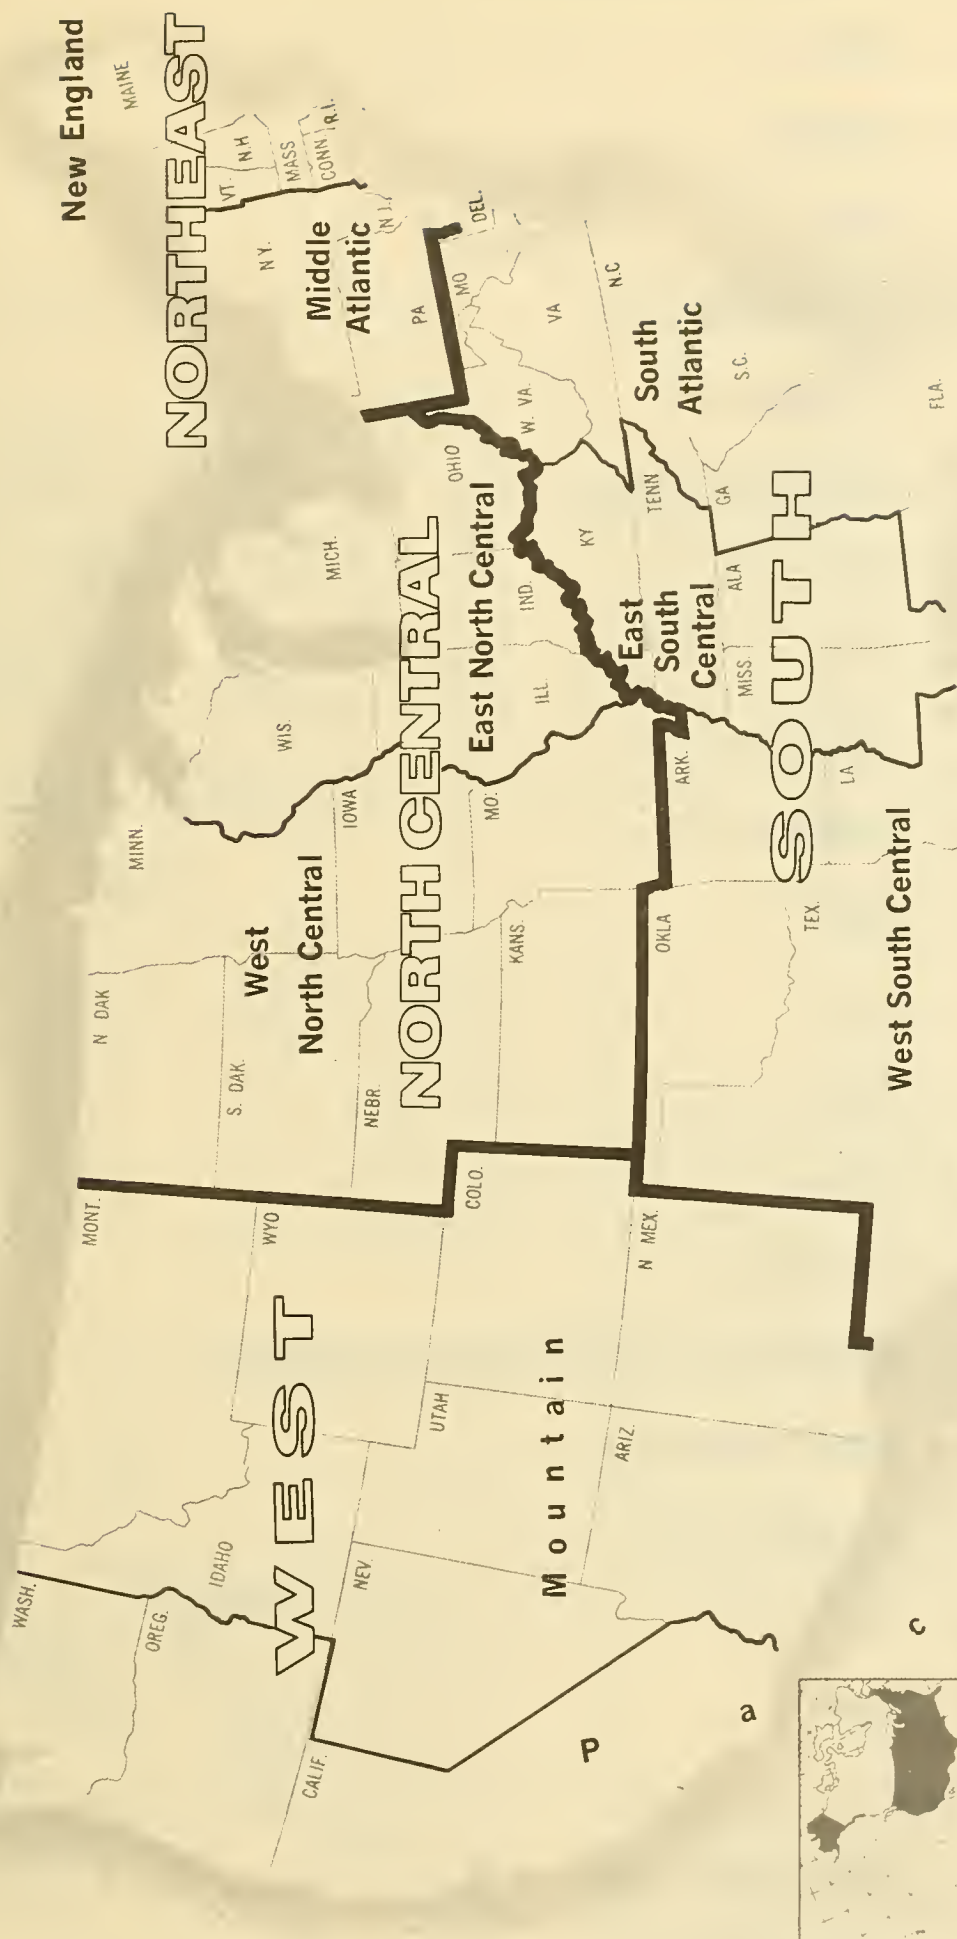 New England
MAINE
NORTHEAST
VT.
N.H
MASS
CONN.
R.I.
N.Y.
Middle
Atlantic
N J.
PA
DEL.
MO
W. VA.
VA
N.C
South
Atlantic
S.C.
GA
FLA.
MINN.
WIS.
MICH.
IOWA
OHIO
NORTH CENTRAL
East North Central
IND.
ILL
MO.
N DAK
S. DAK.
West
North Central
NEBR.
KANS.
KY
TENN
East
South
Central
ALA
MISS.
SOUTH
ARK.
LA
OKLA
TEX.
West South Central
WASH.
MONT.
OREG.
IDAHO
WYO
WEST
NEV.
UTAH
COLO.
CALIF.
Mountain
ARIZ.
N MEX.
P
a
c